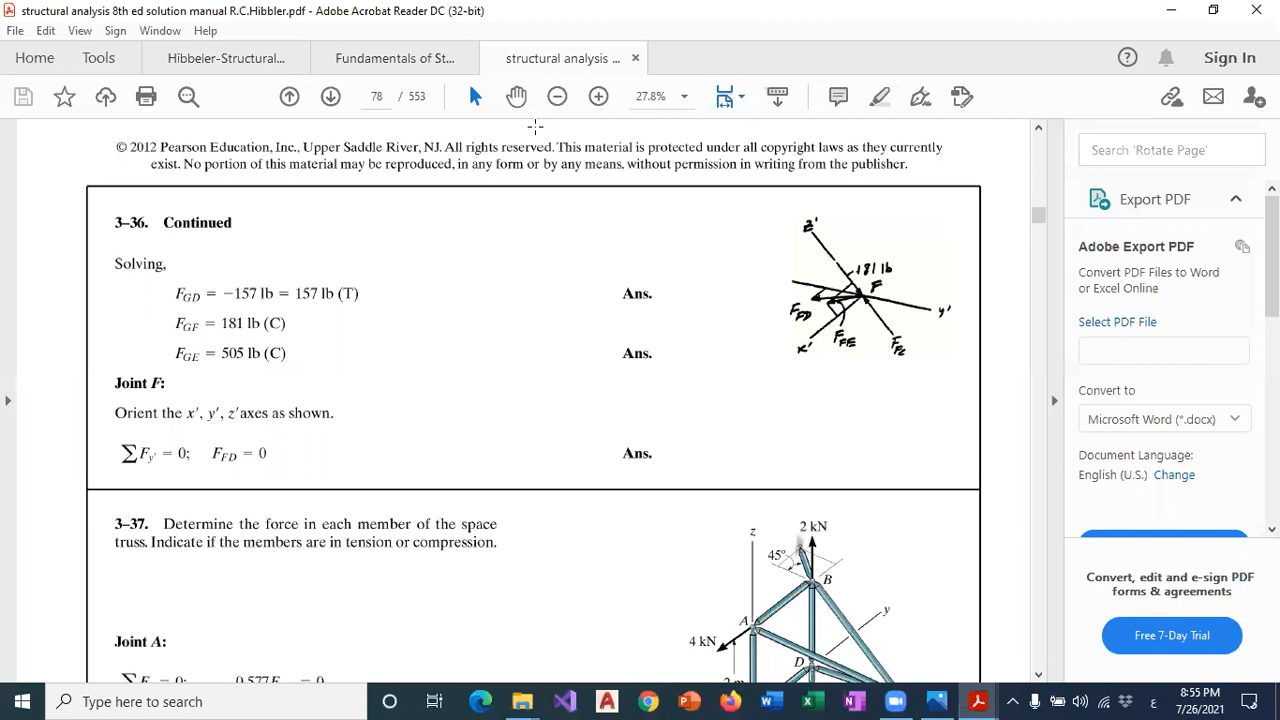 structural analysis 8th ed solution manual R.C.Hibbler.pdf - Adobe Acrobat Reader DC (32-bit)
File Edit View Sign Window Help
Home Tools Hibbeler-Structural... Fundamentals of St... structural analysis ... × Sign In
78 / 553 27.8%
© 2012 Pearson Education, Inc., Upper Saddle River, NJ. All rights reserved. This material is protected under all copyright laws as they currently
exist. No portion of this material may be reproduced, in any form or by any means, without permission in writing from the publisher.
3–36. Continued
Solving,
F_GD = −157 lb = 157 lb (T) Ans.
F_GF = 181 lb (C)
F_GE = 505 lb (C) Ans.
Joint F:
Orient the x′, y′, z′ axes as shown.
∑F_y′ = 0; F_FD = 0 Ans.
z'
181 lb
F
F_FD
y'
x'
F_FE
3–37. Determine the force in each member of the space
truss. Indicate if the members are in tension or compression.
Joint A:
z
2 kN
45°
B
y
A
4 kN
D
Search 'Rotate Page'
Export PDF
Adobe Export PDF
Convert PDF Files to Word
or Excel Online
Select PDF File
Convert to
Microsoft Word (*.docx)
Document Language:
English (U.S.) Change
Convert, edit and e-sign PDF
forms & agreements
Free 7-Day Trial
Type here to search
ع
8:55 PM
7/26/2021